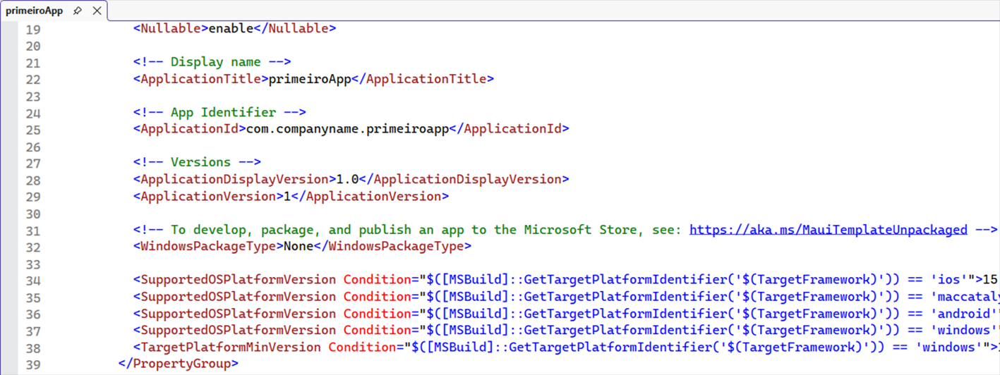 primeiroApp
19 <Nullable>enable</Nullable>
20
21 <!-- Display name -->
22 <ApplicationTitle>primeiroApp</ApplicationTitle>
23
24 <!-- App Identifier -->
25 <ApplicationId>com.companyname.primeiroapp</ApplicationId>
26
27 <!-- Versions -->
28 <ApplicationDisplayVersion>1.0</ApplicationDisplayVersion>
29 <ApplicationVersion>1</ApplicationVersion>
30
31 <!-- To develop, package, and publish an app to the Microsoft Store, see: https://aka.ms/MauiTemplateUnpackaged -->
32 <WindowsPackageType>None</WindowsPackageType>
33
34 <SupportedOSPlatformVersion Condition="$([MSBuild]::GetTargetPlatformIdentifier('$(TargetFramework)')) == 'ios'">15
35 <SupportedOSPlatformVersion Condition="$([MSBuild]::GetTargetPlatformIdentifier('$(TargetFramework)')) == 'maccataly
36 <SupportedOSPlatformVersion Condition="$([MSBuild]::GetTargetPlatformIdentifier('$(TargetFramework)')) == 'android'"
37 <SupportedOSPlatformVersion Condition="$([MSBuild]::GetTargetPlatformIdentifier('$(TargetFramework)')) == 'windows'"
38 <TargetPlatformMinVersion Condition="$([MSBuild]::GetTargetPlatformIdentifier('$(TargetFramework)')) == 'windows'">
39 </PropertyGroup>